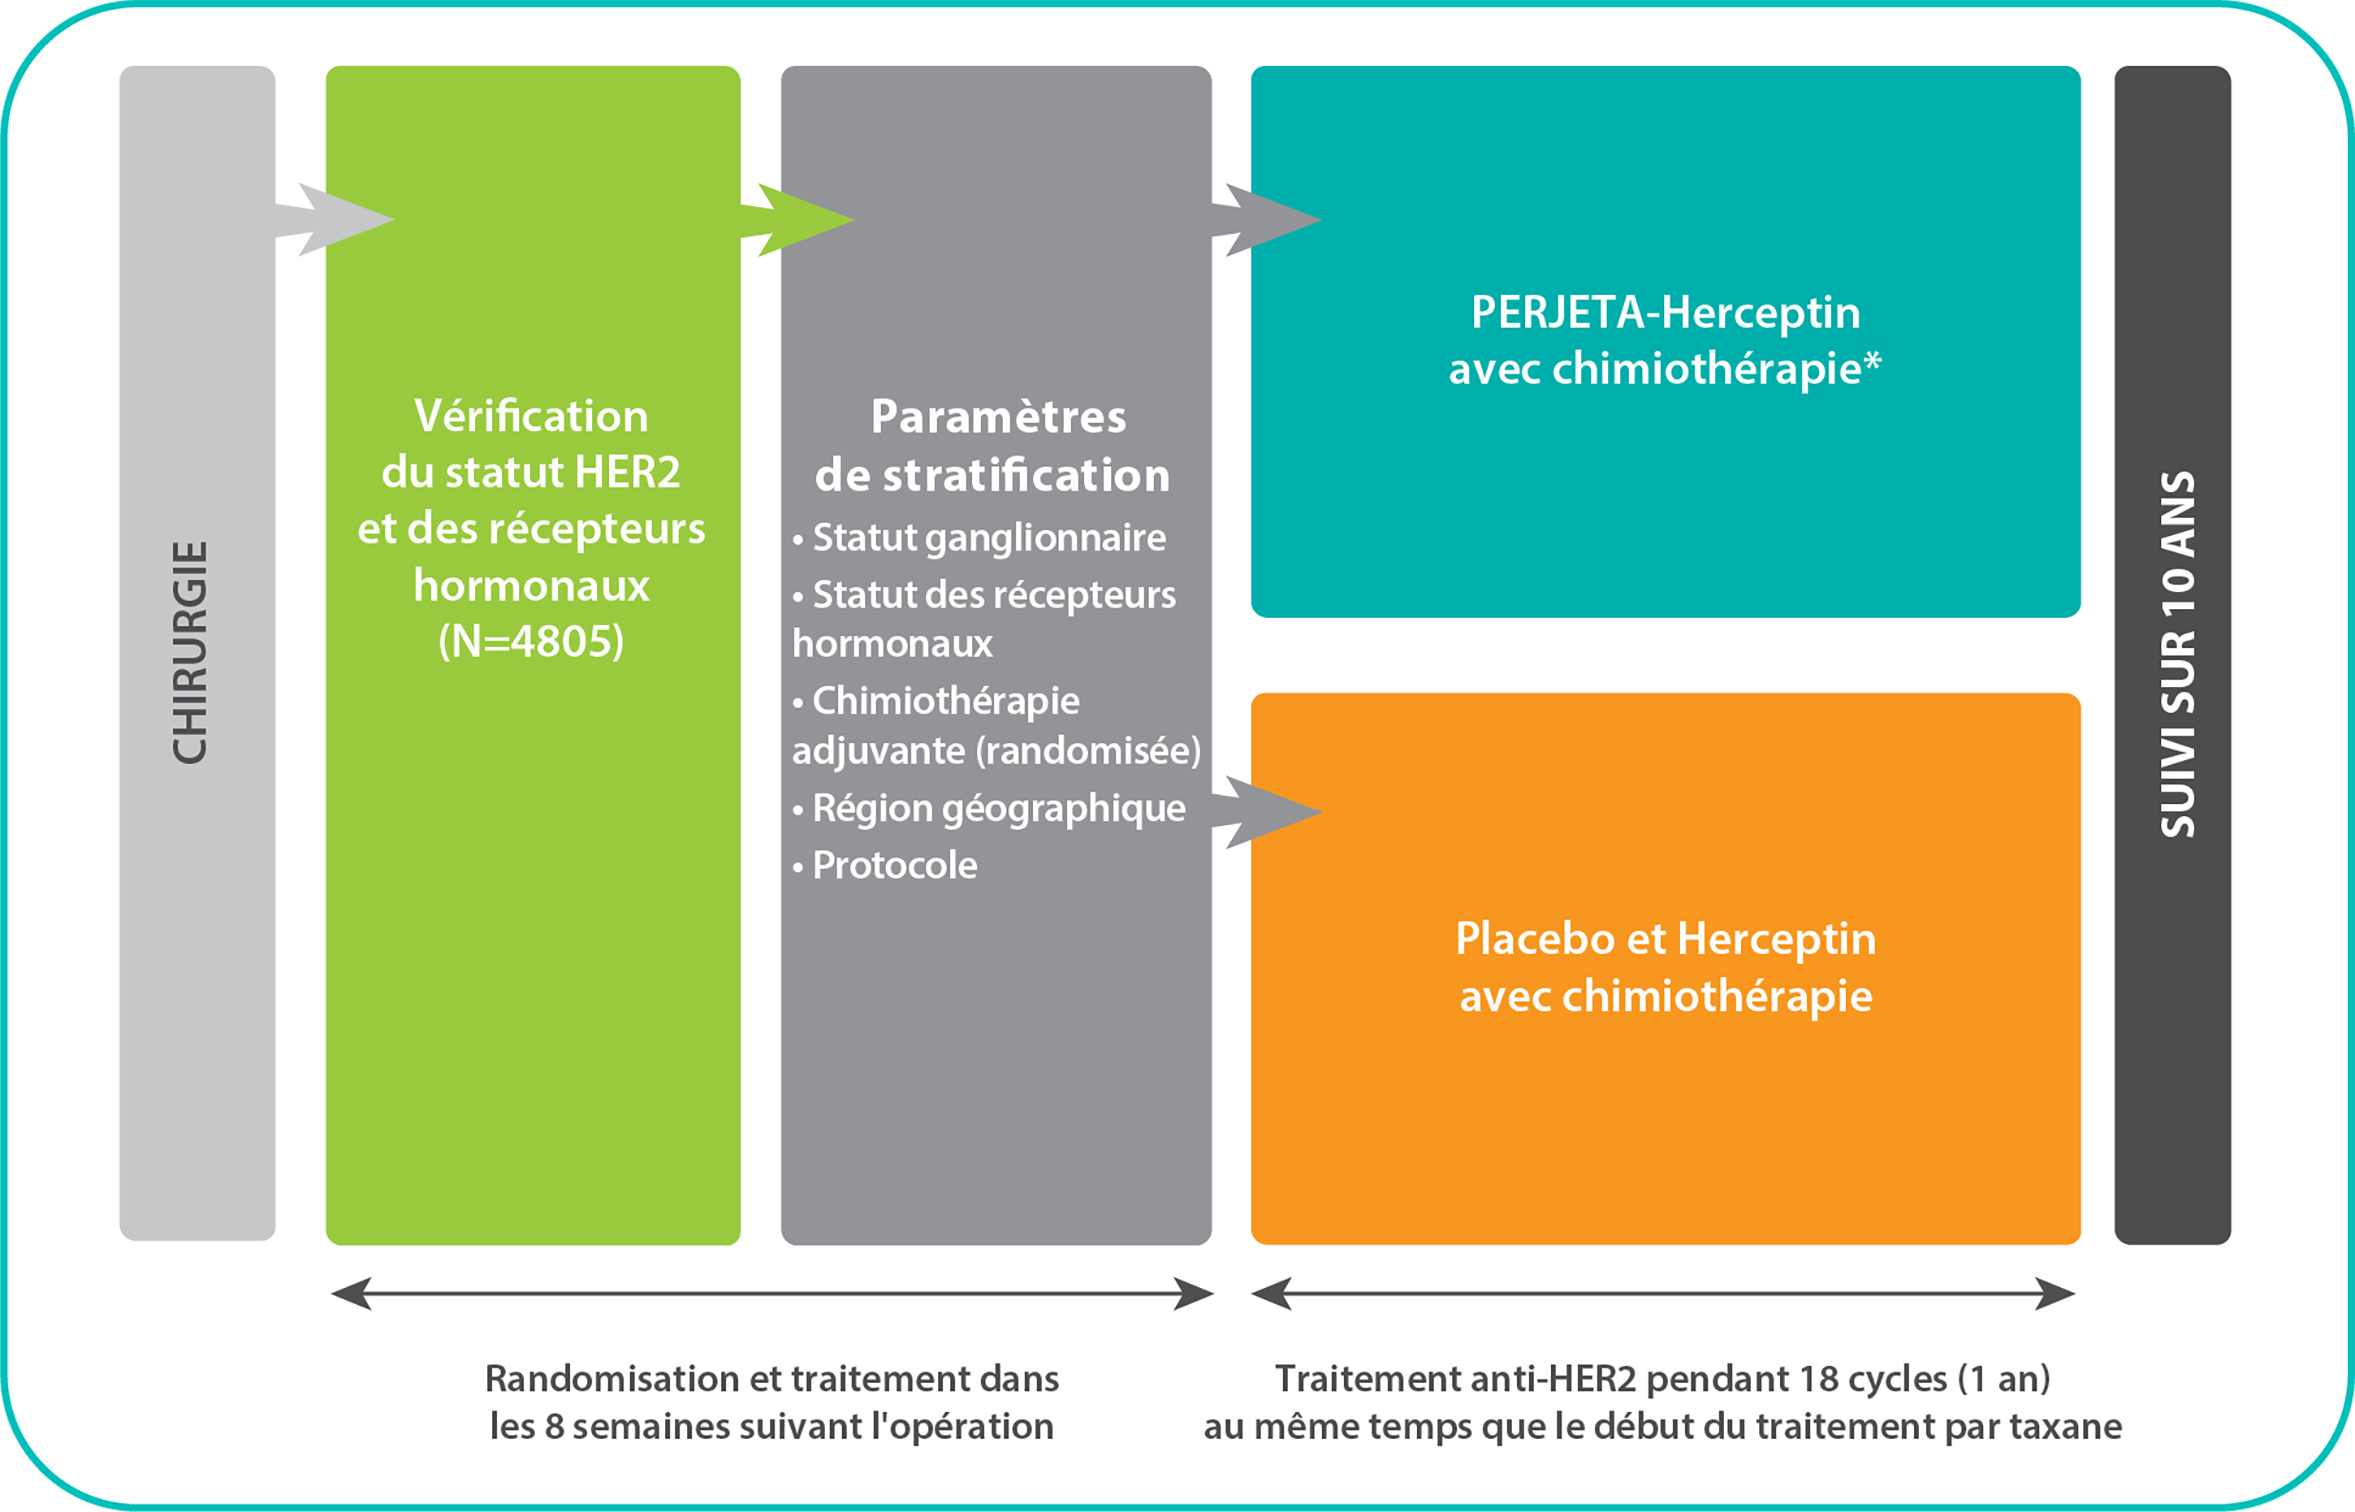 CHIRURGIE
Vérification
du statut HER2
et des récepteurs
hormonaux
(N=4805)
Paramètres
de stratification
• Statut ganglionnaire
• Statut des récepteurs
hormonaux
• Chimiothérapie
adjuvante (randomisée)
• Région géographique
• Protocole
PERJETA-Herceptin
avec chimiothérapie*
Placebo et Herceptin
avec chimiothérapie
SUIVI SUR 10 ANS
Randomisation et traitement dans
les 8 semaines suivant l'opération
Traitement anti-HER2 pendant 18 cycles (1 an)
au même temps que le début du traitement par taxane